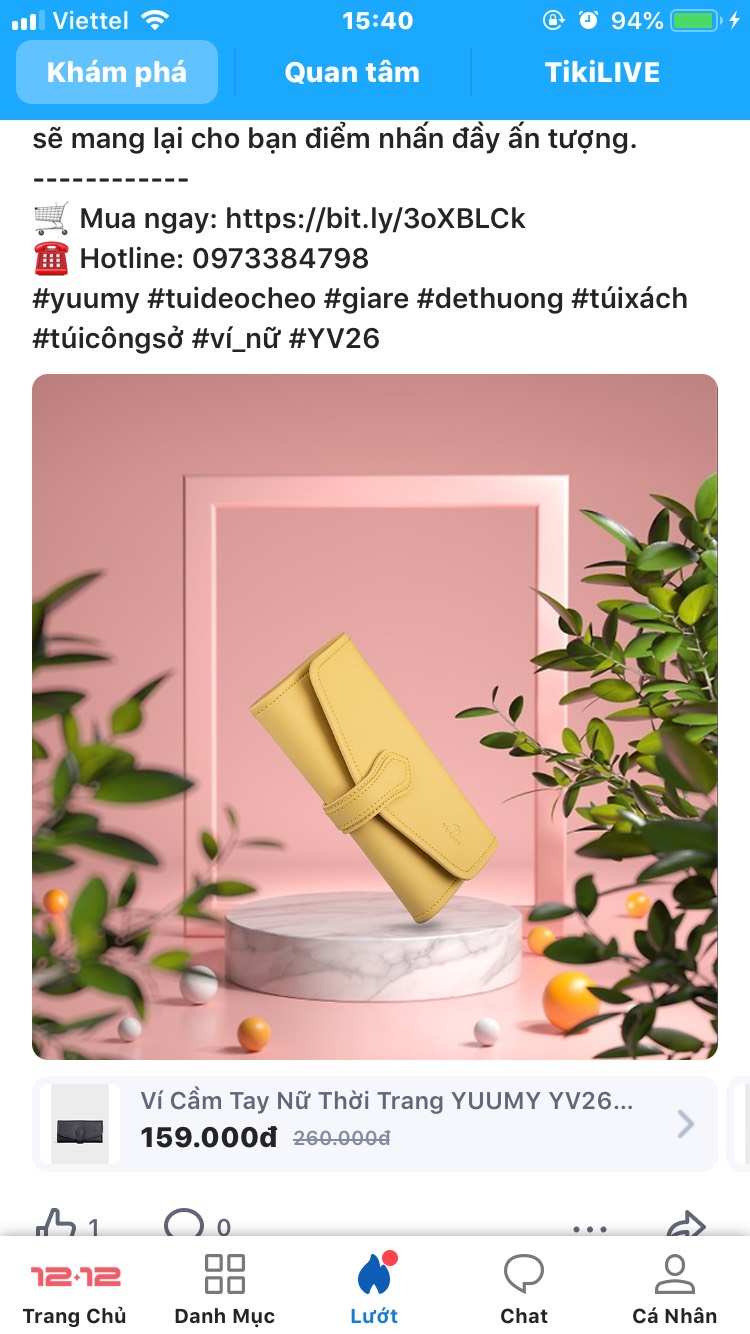 Viettel 15:40 94%
Khám phá Quan tâm TikiLIVE
sẽ mang lại cho bạn điểm nhấn đầy ấn tượng.
------------
Mua ngay: https://bit.ly/3oXBLCk
Hotline: 0973384798
#yuumy #tuideocheo #giare #dethuong #túixách
#túicôngsở #ví_nữ #YV26
Ví Cầm Tay Nữ Thời Trang YUUMY YV26...
159.000đ 260.000đ
1 0 ...
12.12
Trang Chủ Danh Mục Lướt Chat Cá Nhân